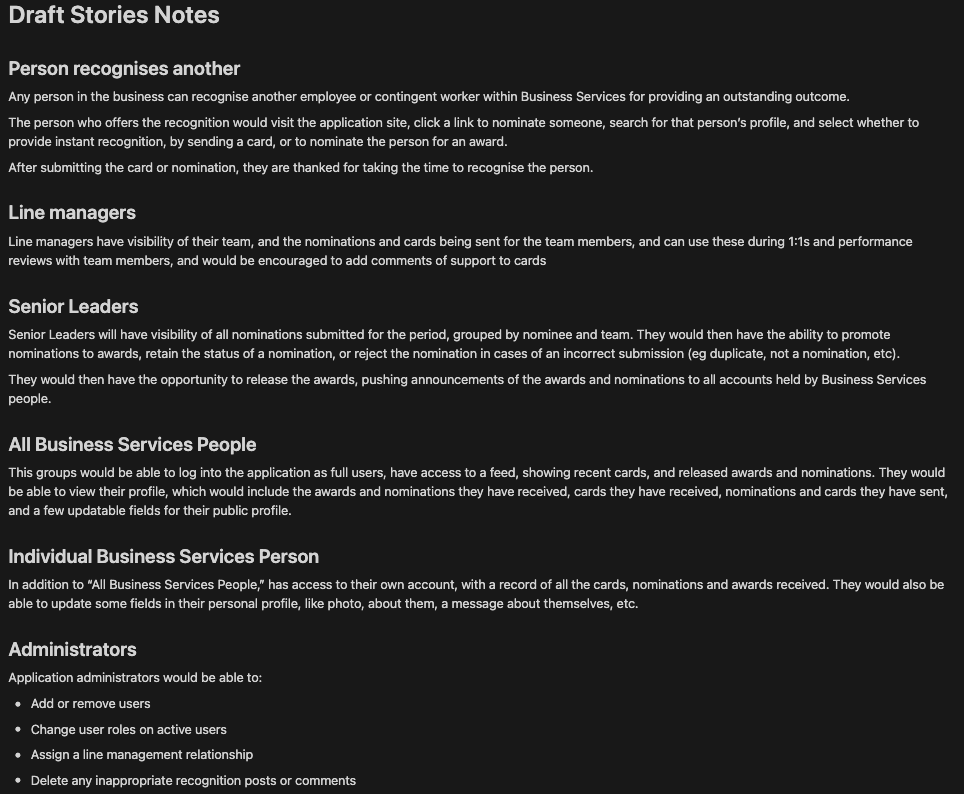 Draft Stories Notes
Person recognises another
Any person in the business can recognise another employee or contingent worker within Business Services for providing an outstanding outcome.
The person who offers the recognition would visit the application site, click a link to nominate someone, search for that person’s profile, and select whether to
provide instant recognition, by sending a card, or to nominate the person for an award.
After submitting the card or nomination, they are thanked for taking the time to recognise the person.
Line managers
Line managers have visibility of their team, and the nominations and cards being sent for the team members, and can use these during 1:1s and performance
reviews with team members, and would be encouraged to add comments of support to cards
Senior Leaders
Senior Leaders will have visibility of all nominations submitted for the period, grouped by nominee and team. They would then have the ability to promote
nominations to awards, retain the status of a nomination, or reject the nomination in cases of an incorrect submission (eg duplicate, not a nomination, etc).
They would then have the opportunity to release the awards, pushing announcements of the awards and nominations to all accounts held by Business Services
people.
All Business Services People
This groups would be able to log into the application as full users, have access to a feed, showing recent cards, and released awards and nominations. They would
be able to view their profile, which would include the awards and nominations they have received, cards they have received, nominations and cards they have sent,
and a few updatable fields for their public profile.
Individual Business Services Person
In addition to “All Business Services People,” has access to their own account, with a record of all the cards, nominations and awards received. They would also be
able to update some fields in their personal profile, like photo, about them, a message about themselves, etc.
Administrators
Application administrators would be able to:
• Add or remove users
• Change user roles on active users
• Assign a line management relationship
• Delete any inappropriate recognition posts or comments